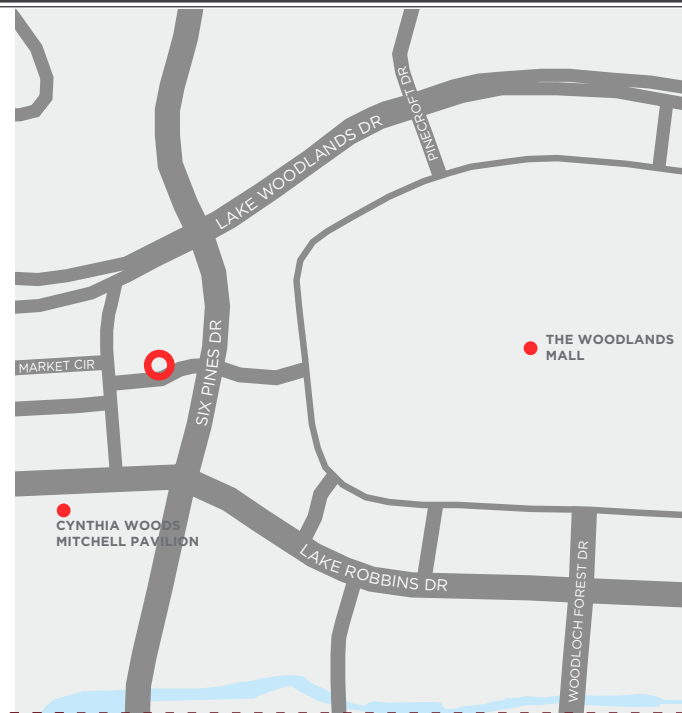 LAKE WOODLANDS DR
PINECROFT DR
THE WOODLANDS
MALL
MARKET CIR
SIX PINES DR
CYNTHIA WOODS
MITCHELL PAVILION
LAKE ROBBINS DR
WOODLOCH FOREST DR